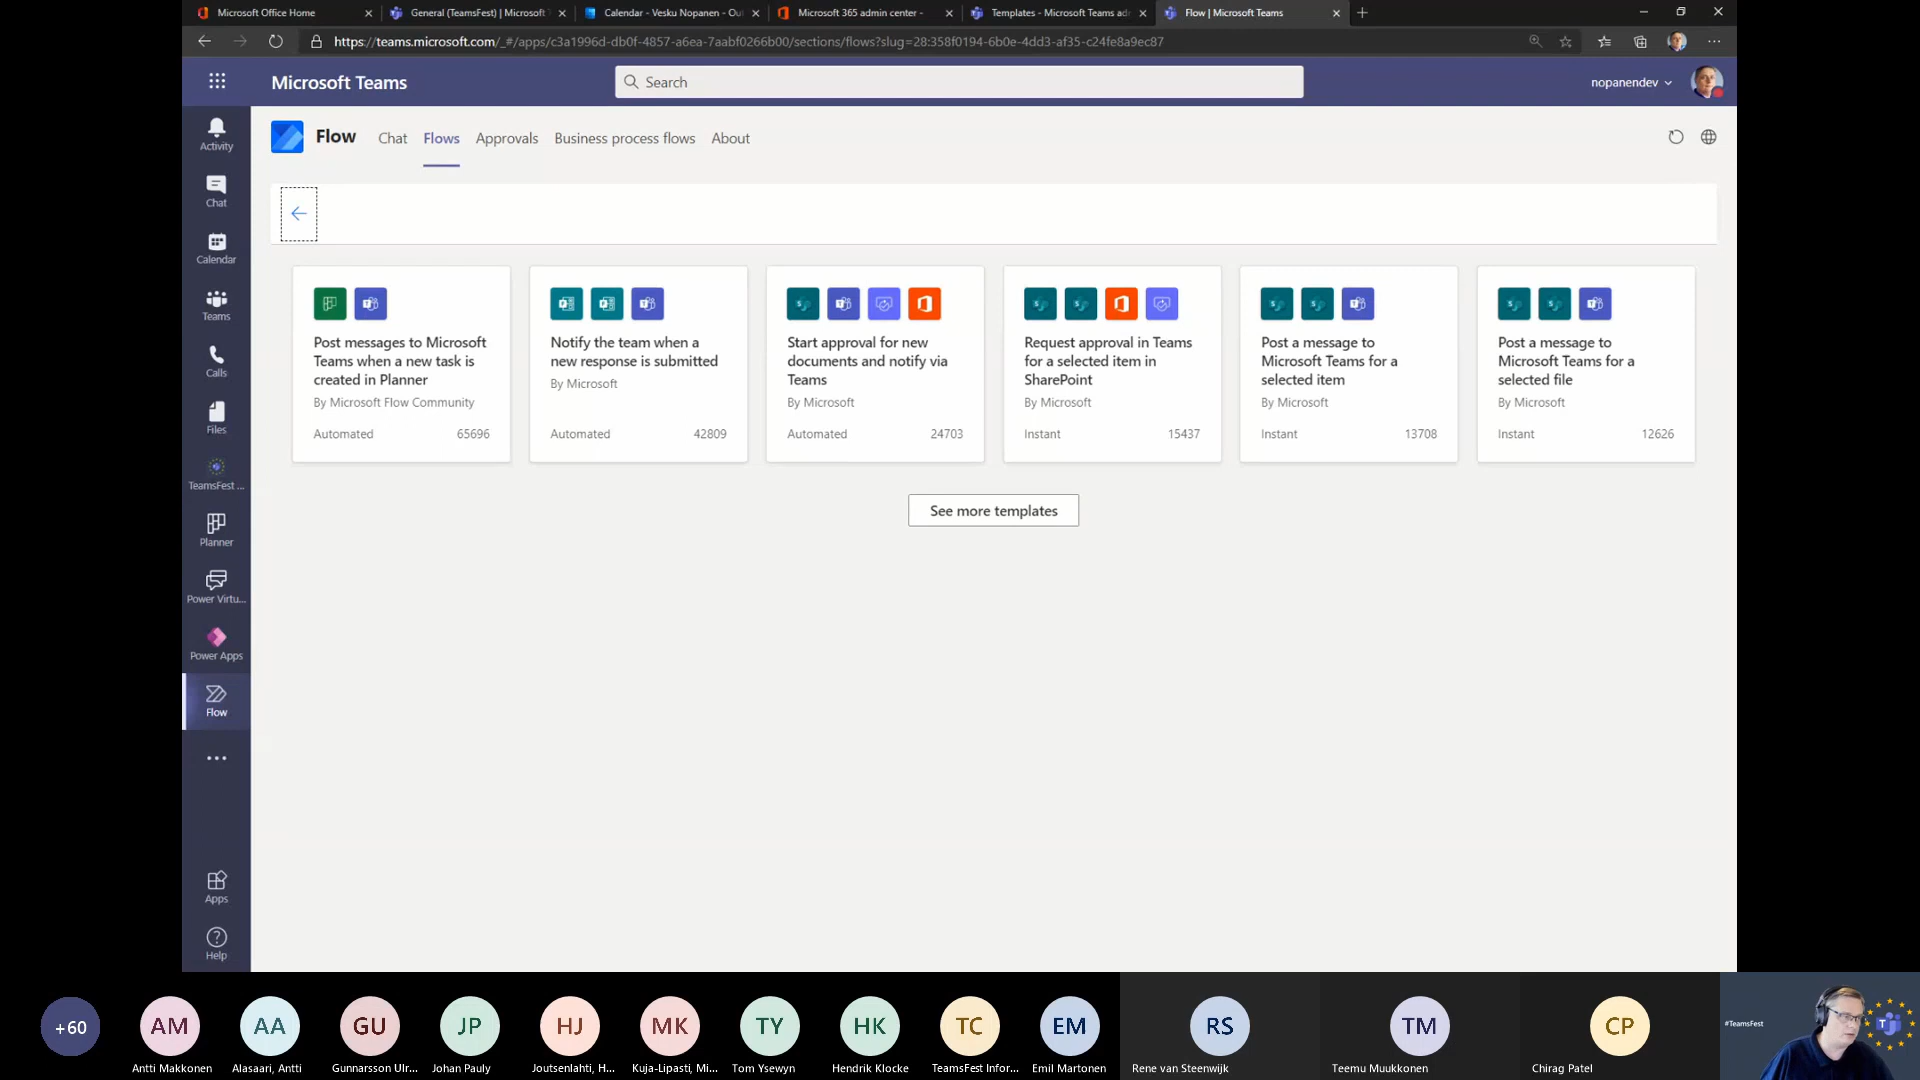 Microsoft Office Home
General (TeamsFest) | Microsoft T
Calendar - Vesku Nopanen - Ou
Microsoft 365 admin center -
Templates - Microsoft Teams ad
Flow | Microsoft Teams
https://teams.microsoft.com/_#/apps/c3a1996d-db0f-4857-a6ea-7aabf0266b00/sections/flows?slug=28:358f0194-6b0e-4dd3-af35-c24fe8a9ec87
Microsoft Teams
Search
nopanendev
Flow
Chat
Flows
Approvals
Business process flows
About
Activity
Chat
Calendar
Teams
Calls
Files
TeamsFest ...
Planner
Power Virtu...
Power Apps
Flow
Apps
Help
Post messages to Microsoft
Teams when a new task is
created in Planner
By Microsoft Flow Community
Automated 65696
Notify the team when a
new response is submitted
By Microsoft
Automated 42809
Start approval for new
documents and notify via
Teams
By Microsoft
Automated 24703
Request approval in Teams
for a selected item in
SharePoint
By Microsoft
Instant 15437
Post a message to
Microsoft Teams for a
selected item
By Microsoft
Instant 13708
Post a message to
Microsoft Teams for a
selected file
By Microsoft
Instant 12626
See more templates
+60
AM
Antti Makkonen
AA
Alasaari, Antti
GU
Gunnarsson Ulr...
JP
Johan Pauly
HJ
Joutsenlahti, H...
MK
Kuja-Lipasti, Mi...
TY
Tom Ysewyn
HK
Hendrik Klocke
TC
TeamsFest Infor...
EM
Emil Martonen
RS
Rene van Steenwijk
TM
Teemu Muukkonen
CP
Chirag Patel
#TeamsFest